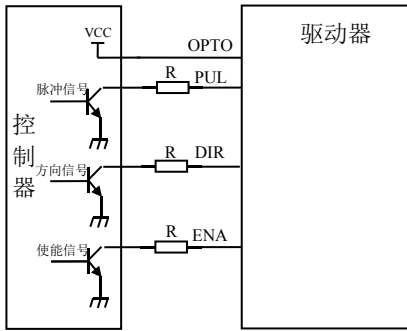 VCC
OPTO
驱动器
R PUL
脉冲信号
控制器
R DIR
方向信号
R ENA
使能信号